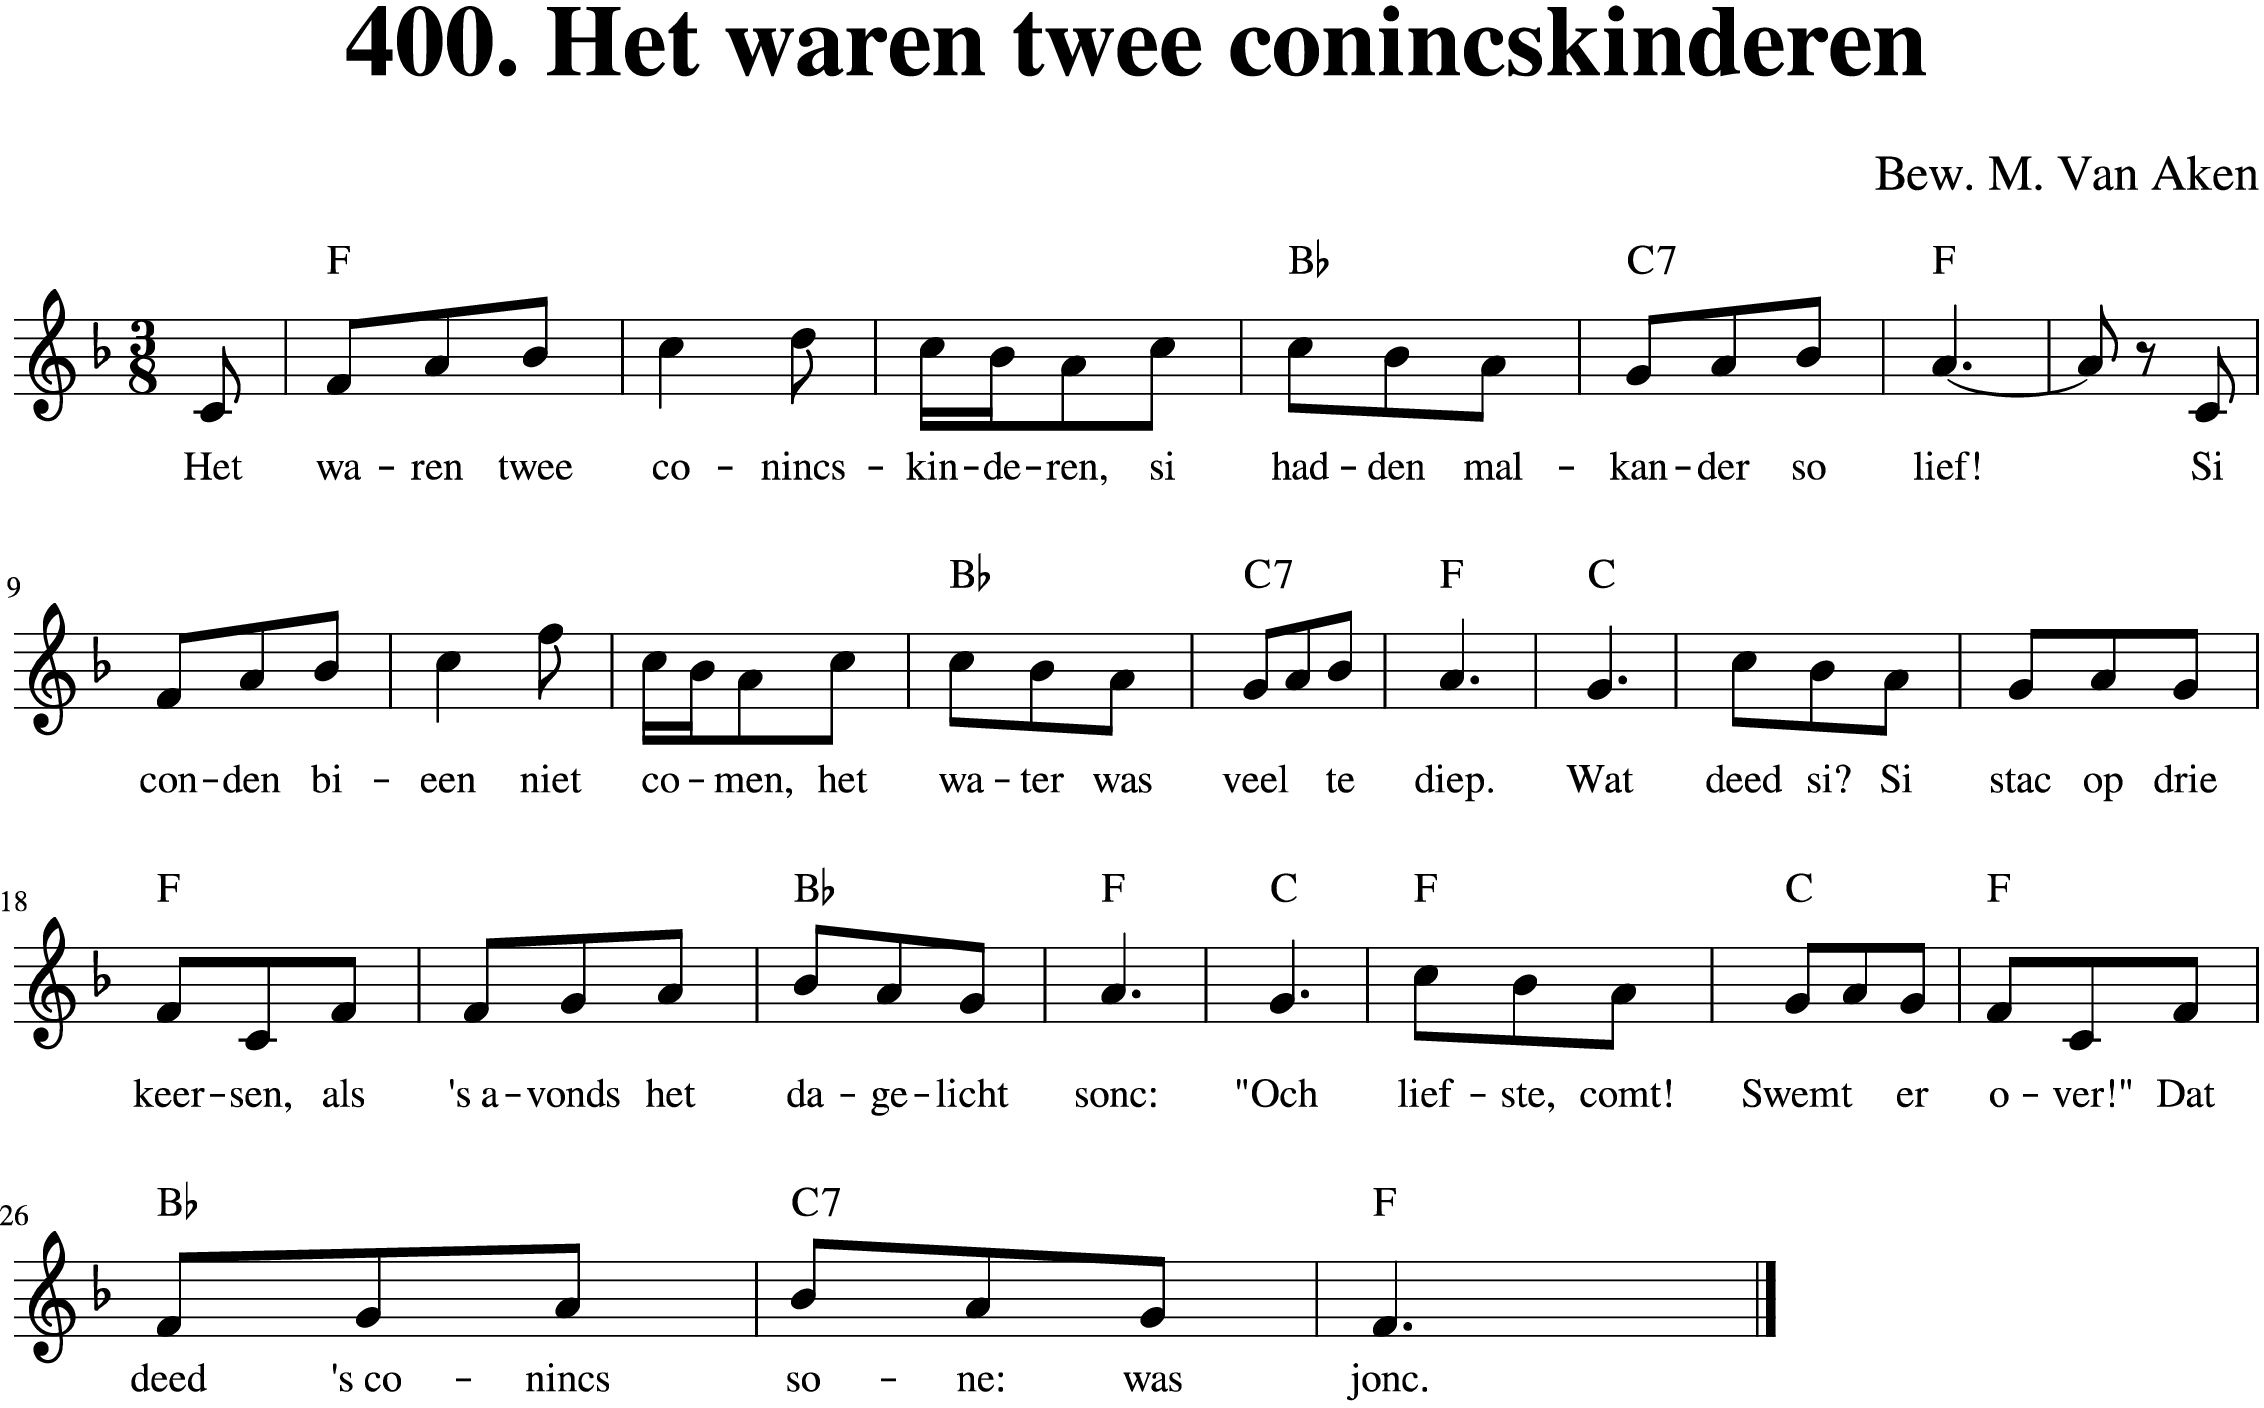 400. Het waren twee conincskinderen
Bew. M. Van Aken
F B♭ C7 F
3
8
Het wa - ren twee co - nincs - kin - de - ren, si had - den mal - kan - der so lief! Si
B♭ C7 F C
9
con - den bi - een niet co - men, het wa - ter was veel te diep. Wat deed si? Si stac op drie
F B♭ F C F C F
18
keer - sen, als 's a - vonds het da - ge - licht sonc: "Och lief - ste, comt! Swemt er o - ver!" Dat
B♭ C7 F
26
deed 's co - nincs so - ne: was jonc.